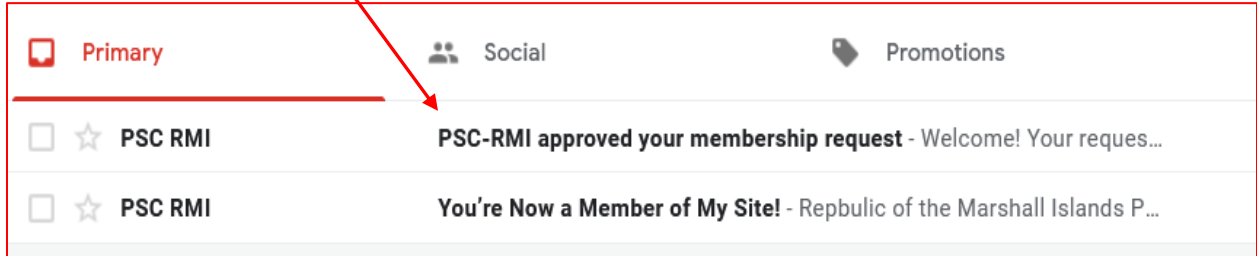 Primary Social Promotions
PSC RMI PSC-RMI approved your membership request - Welcome! Your reques...
PSC RMI You're Now a Member of My Site! - Repbulic of the Marshall Islands P...